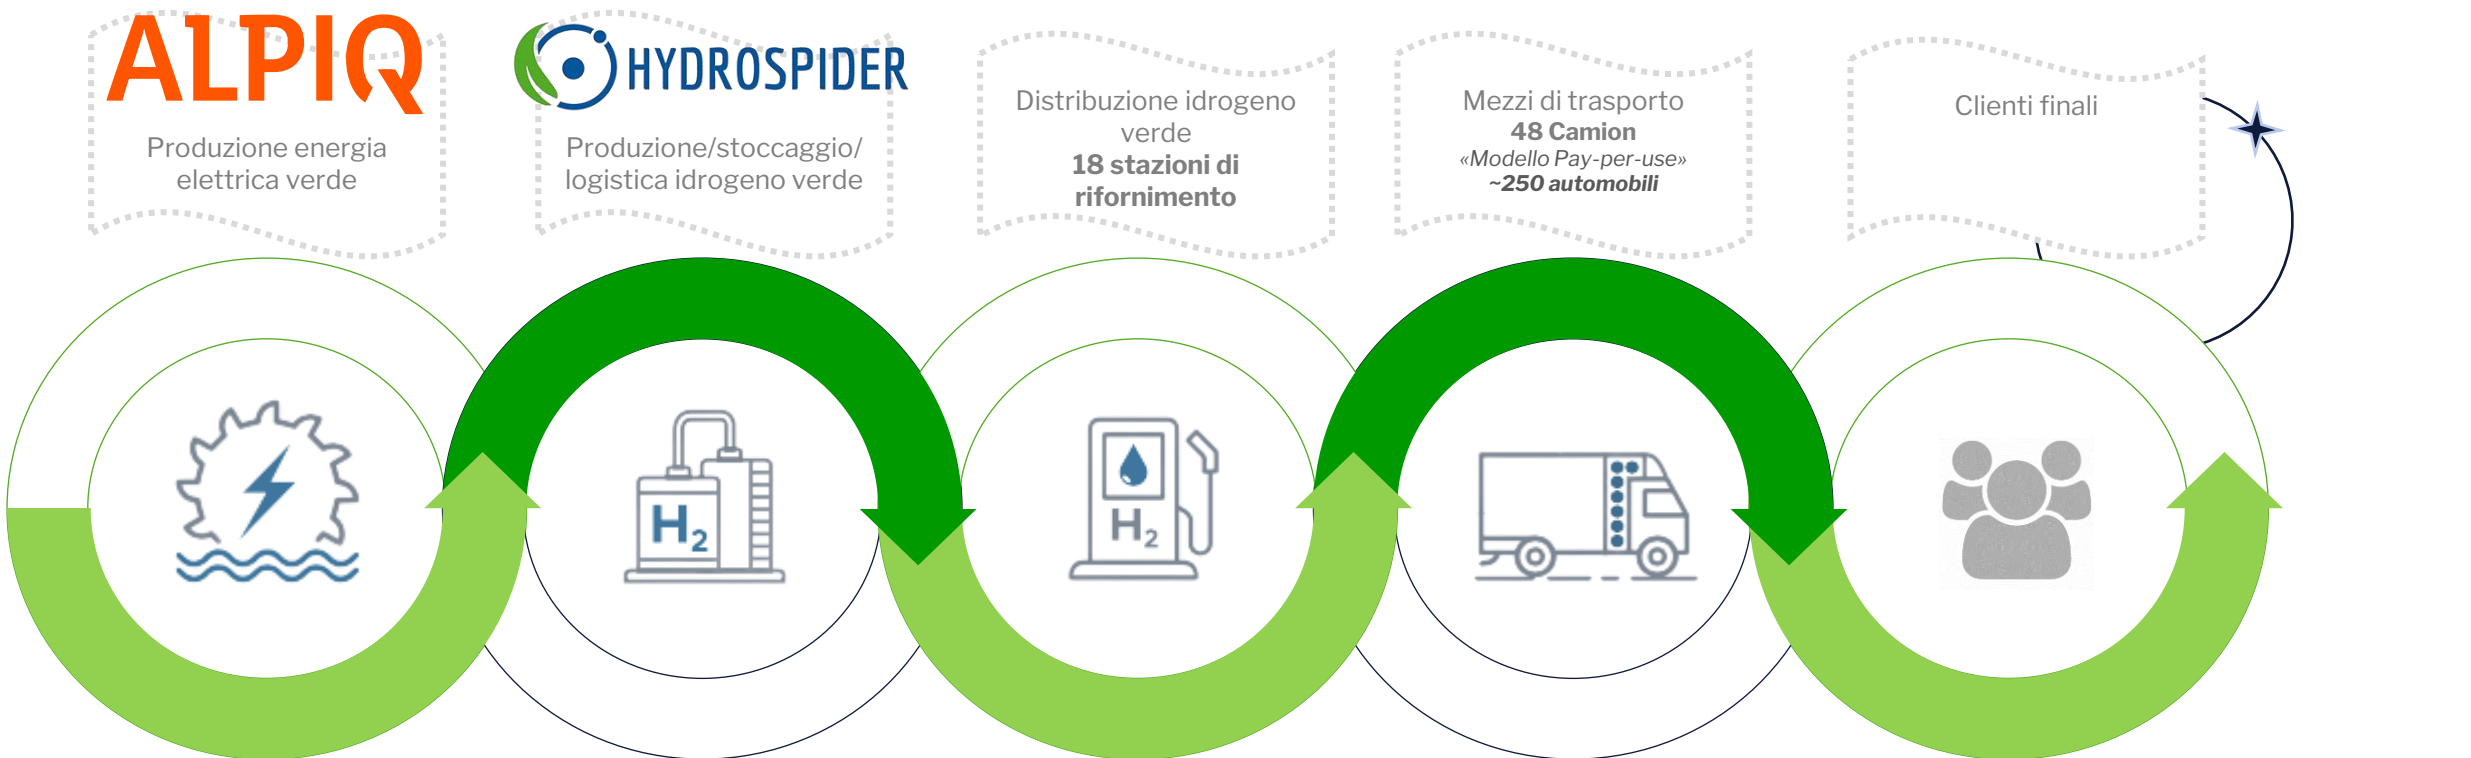 ALPIQ
Produzione energia
elettrica verde
HYDROSPIDER
Produzione/stoccaggio/
logistica idrogeno verde
Distribuzione idrogeno
verde
18 stazioni di
rifornimento
Mezzi di trasporto
48 Camion
«Modello Pay-per-use»
~250 automobili
Clienti finali
H2
H2